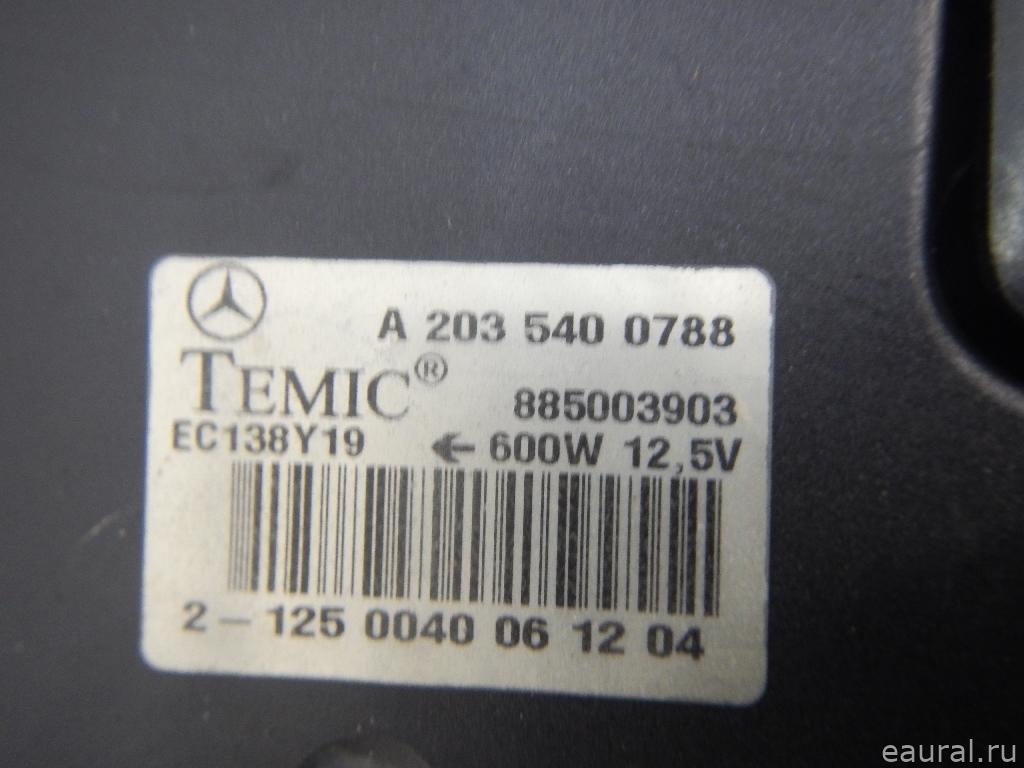 A 203 540 0788
TEMIC®
885003903
EC138Y19 ← 600W 12,5V
2-125 0040 06 12 04
eaural.ru